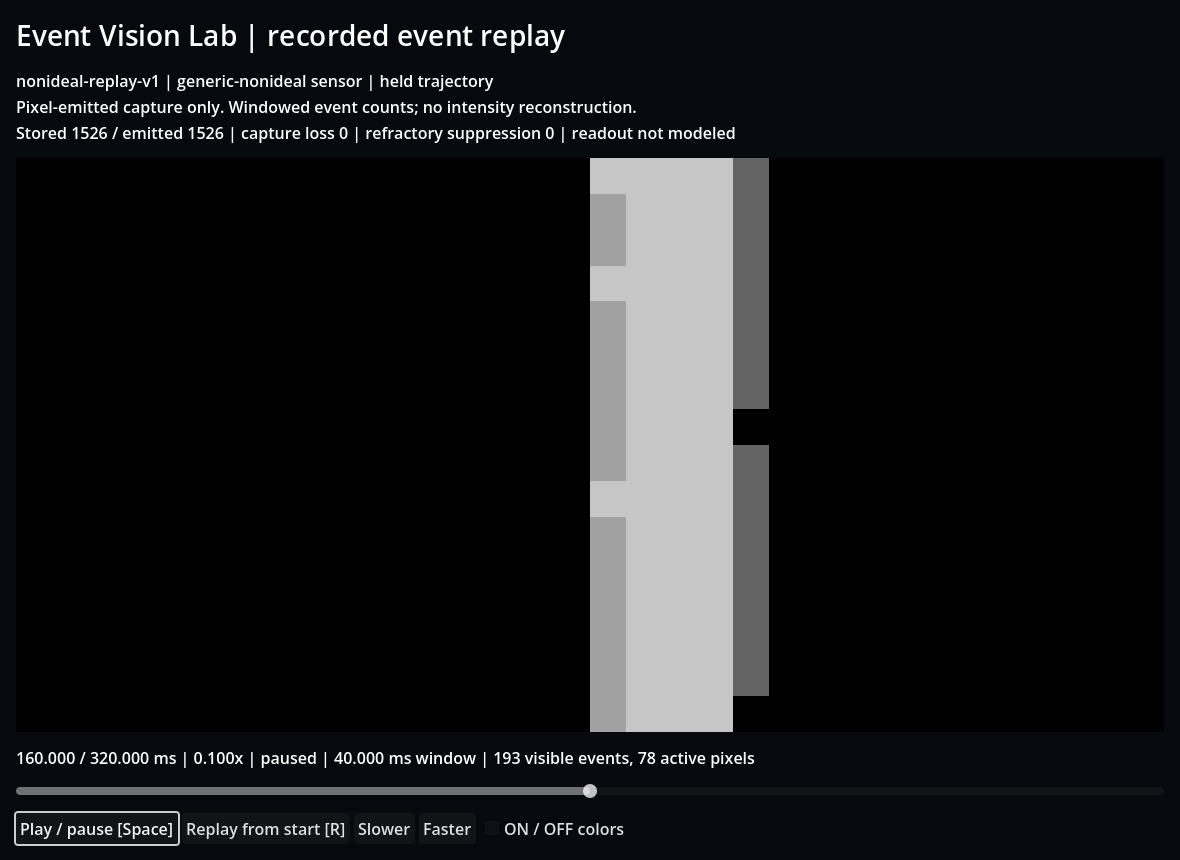 Event Vision Lab | recorded event replay
nonideal-replay-v1 | generic-nonideal sensor | held trajectory
Pixel-emitted capture only. Windowed event counts; no intensity reconstruction.
Stored 1526 / emitted 1526 | capture loss 0 | refractory suppression 0 | readout not modeled
160.000 / 320.000 ms | 0.100x | paused | 40.000 ms window | 193 visible events, 78 active pixels
Play / pause [Space] Replay from start [R] Slower Faster ON / OFF colors